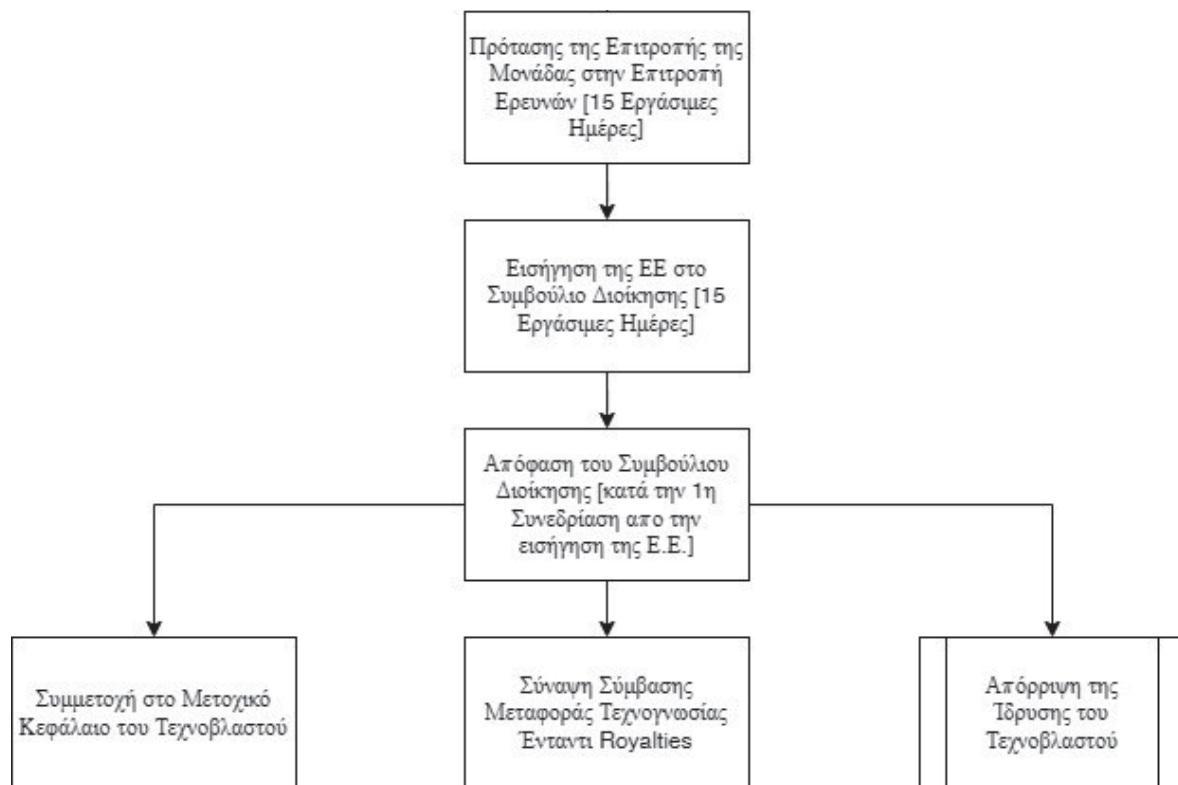 Πρότασης της Επιτροπής της
Μονάδας στην Επιτροπή
Ερευνών [15 Εργάσιμες
Ημέρες]
Εισήγηση της ΕΕ στο
Συμβούλιο Διοίκησης [15
Εργάσιμες Ημέρες]
Απόφαση του Συμβούλιου
Διοίκησης [κατά την 1η
Συνεδρίαση απο την
εισήγηση της Ε.Ε.]
Συμμετοχή στο Μετοχικό
Κεφάλαιο του Τεχνοβλαστού
Σύναψη Σύμβασης
Μεταφοράς Τεχνογνωσίας
Ένταντι Royalties
Απόρριψη της
Ίδρυσης του
Τεχνοβλαστού